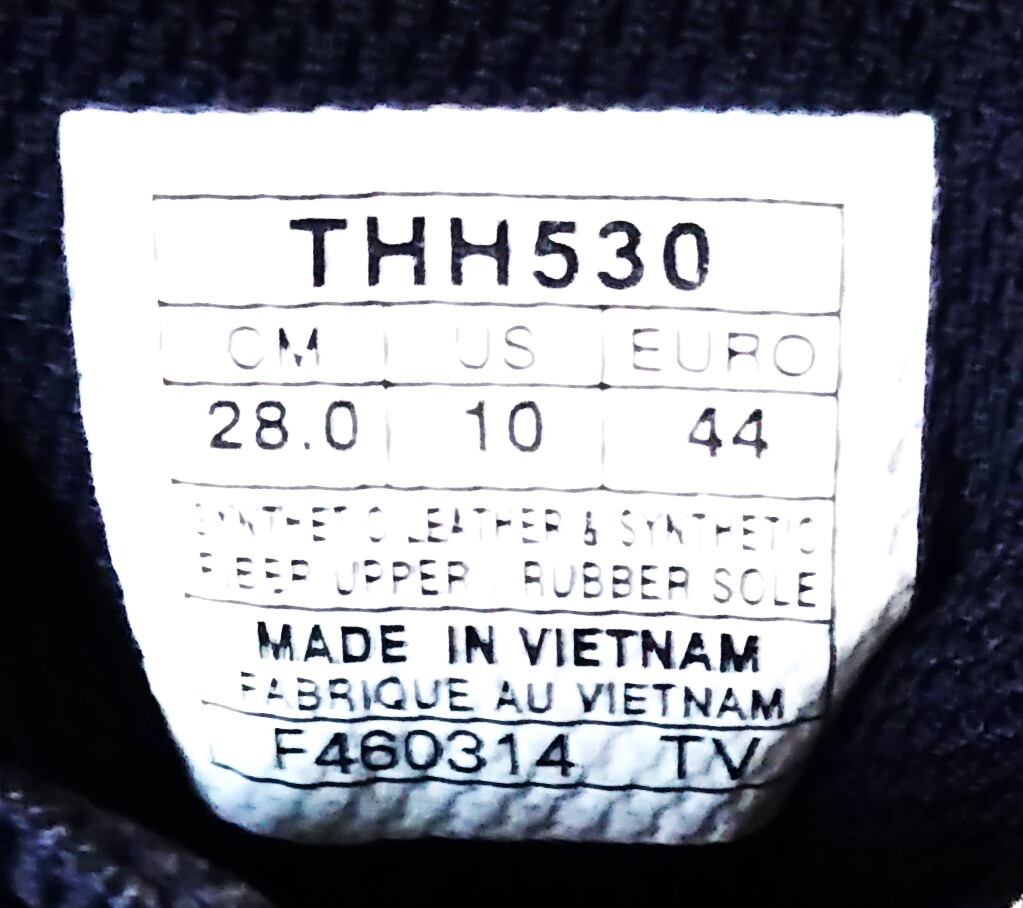 THH530
CM US EURO
28.0 10 44
SYNTHETIC LEATHER & SYNTHETIC
FIBER UPPER / RUBBER SOLE
MADE IN VIETNAM
FABRIQUE AU VIETNAM
F460314 TV